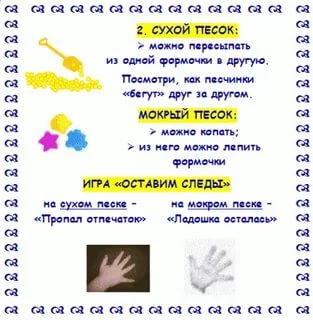 2. СУХОЙ ПЕСОК:
➢ можно пересыпать
из одной формочки в другую.
Посмотри, как песчинки
«бегут» друг за другом.
МОКРЫЙ ПЕСОК:
➢ можно копать;
➢ из него можно лепить
формочки
ИГРА «ОСТАВИМ СЛЕДЫ»
на сухом песке –
«Пропал отпечаток»
на мокром песке –
«Ладошка осталась»